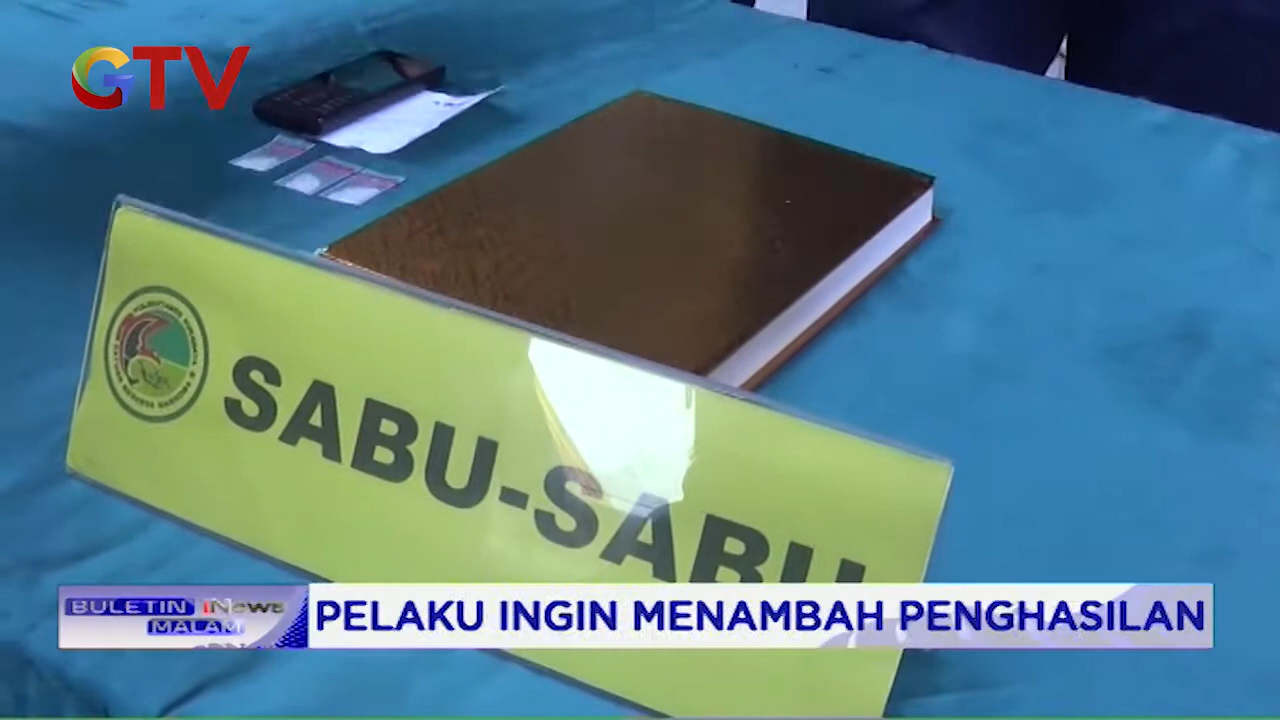 GTV
SABU-SABU
BULETIN iNews
MALAM
PELAKU INGIN MENAMBAH PENGHASILAN